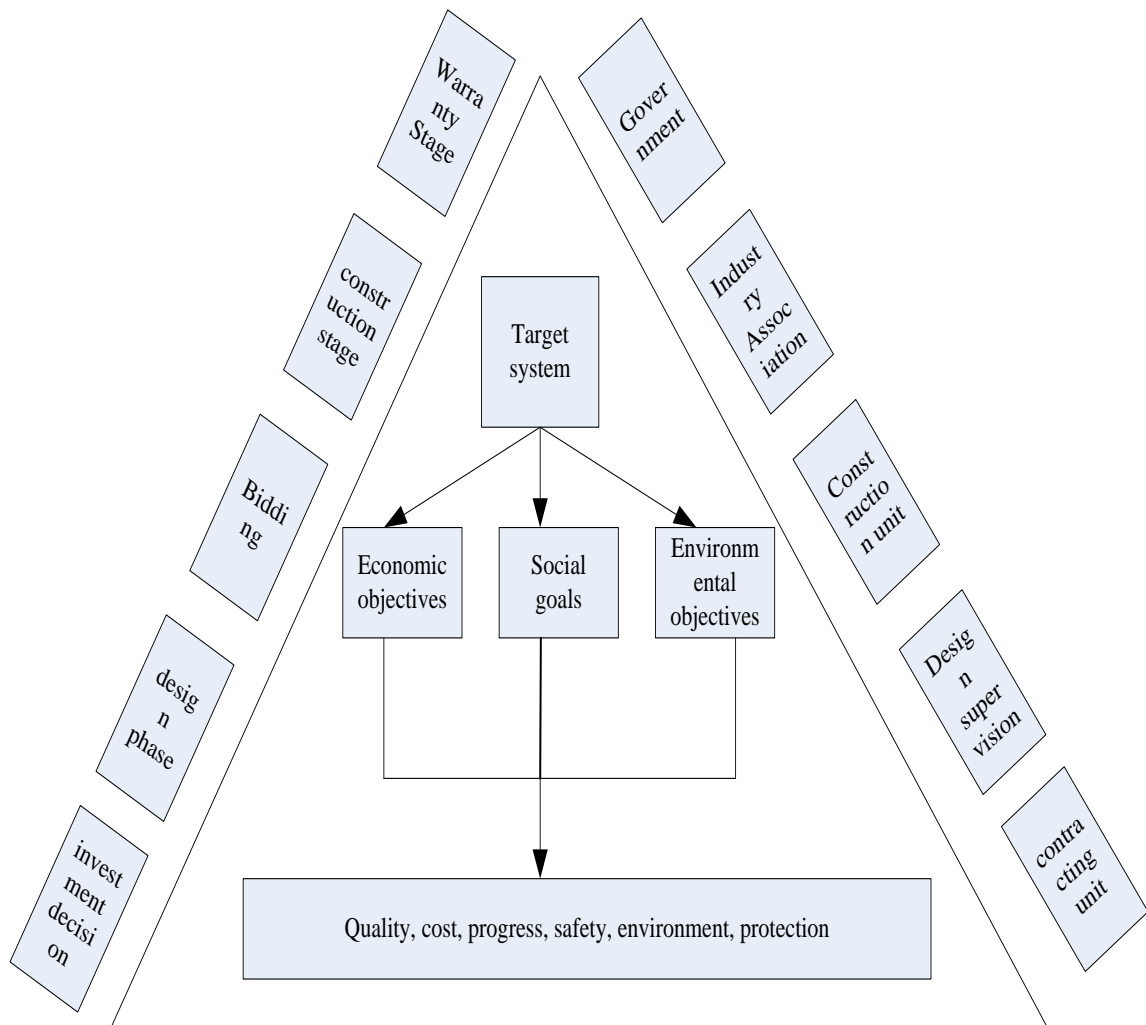 Warra
nty
Stage
constr
uction
stage
Biddi
ng
desig
n
phase
invest
ment
decisi
on
Target
system
Economic
objectives
Social
goals
Environm
ental
objectives
Quality, cost, progress, safety, environment, protection
Gover
nment
Indust
ry
Assoc
iation
Const
ructio
n unit
Desig
n
super
vision
contra
cting
unit